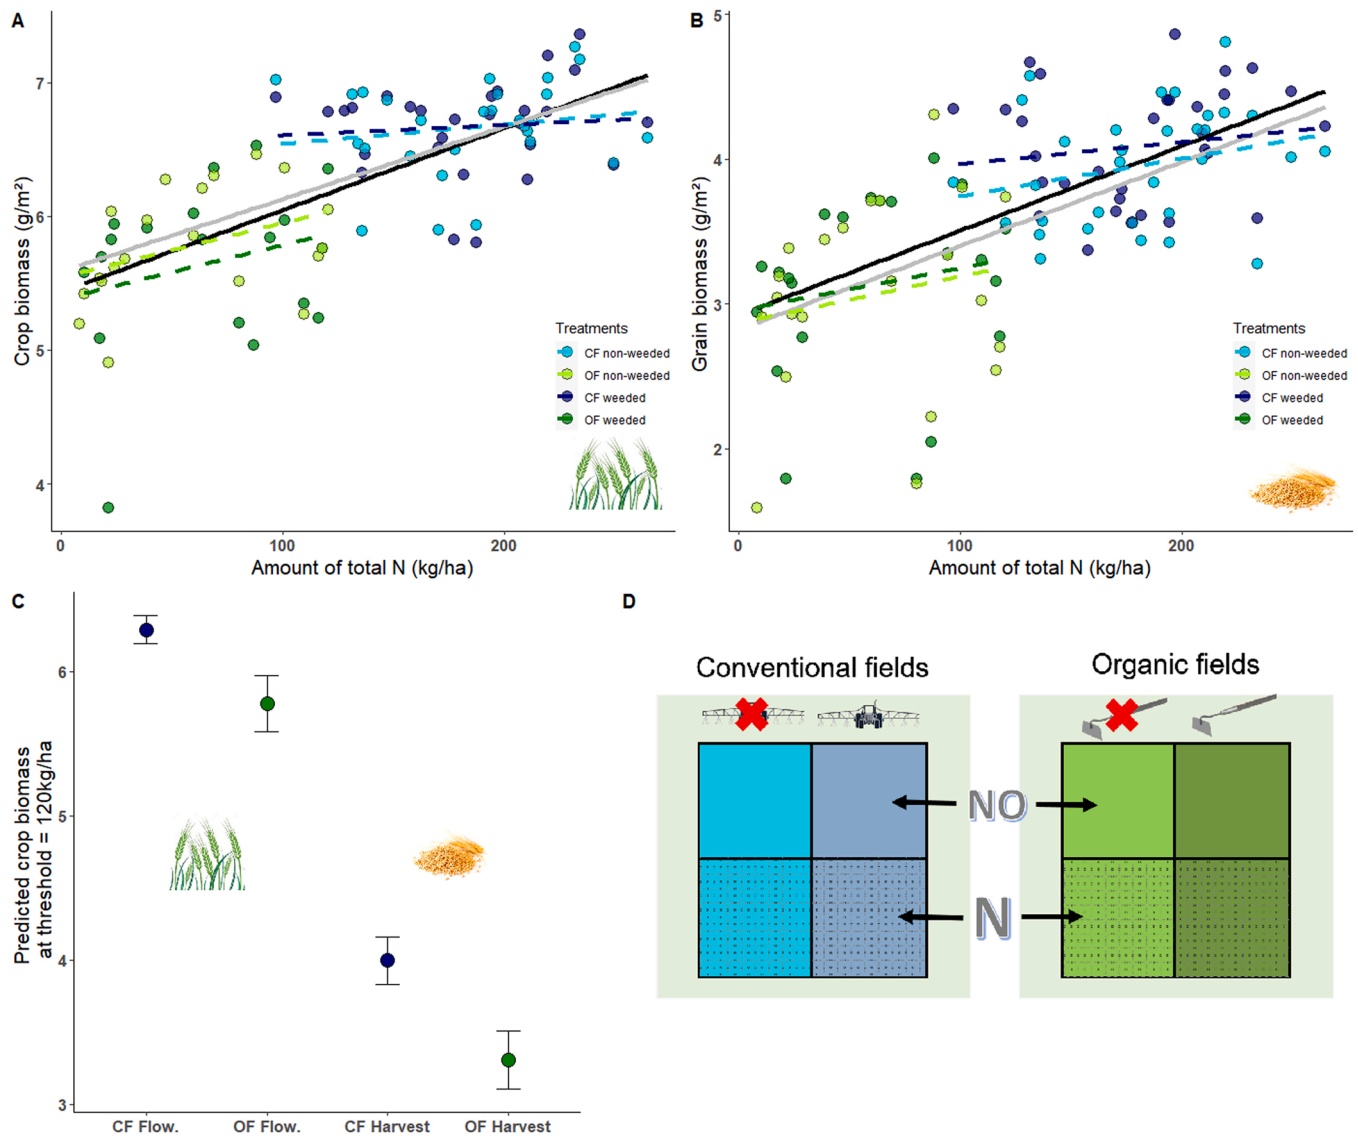 A
Crop biomass (g/m²)
7
6
5
4
0
100
200
Amount of total N (kg/ha)
Treatments
CF non-weeded
OF non-weeded
CF weeded
OF weeded
B
Grain biomass (g/m²)
5
4
3
2
0
100
200
Amount of total N (kg/ha)
Treatments
CF non-weeded
OF non-weeded
CF weeded
OF weeded
C
Predicted crop biomass
at threshold = 120kg/ha
6
5
4
3
CF Flow.
OF Flow.
CF Harvest
OF Harvest
D
Conventional fields
Organic fields
NO
N